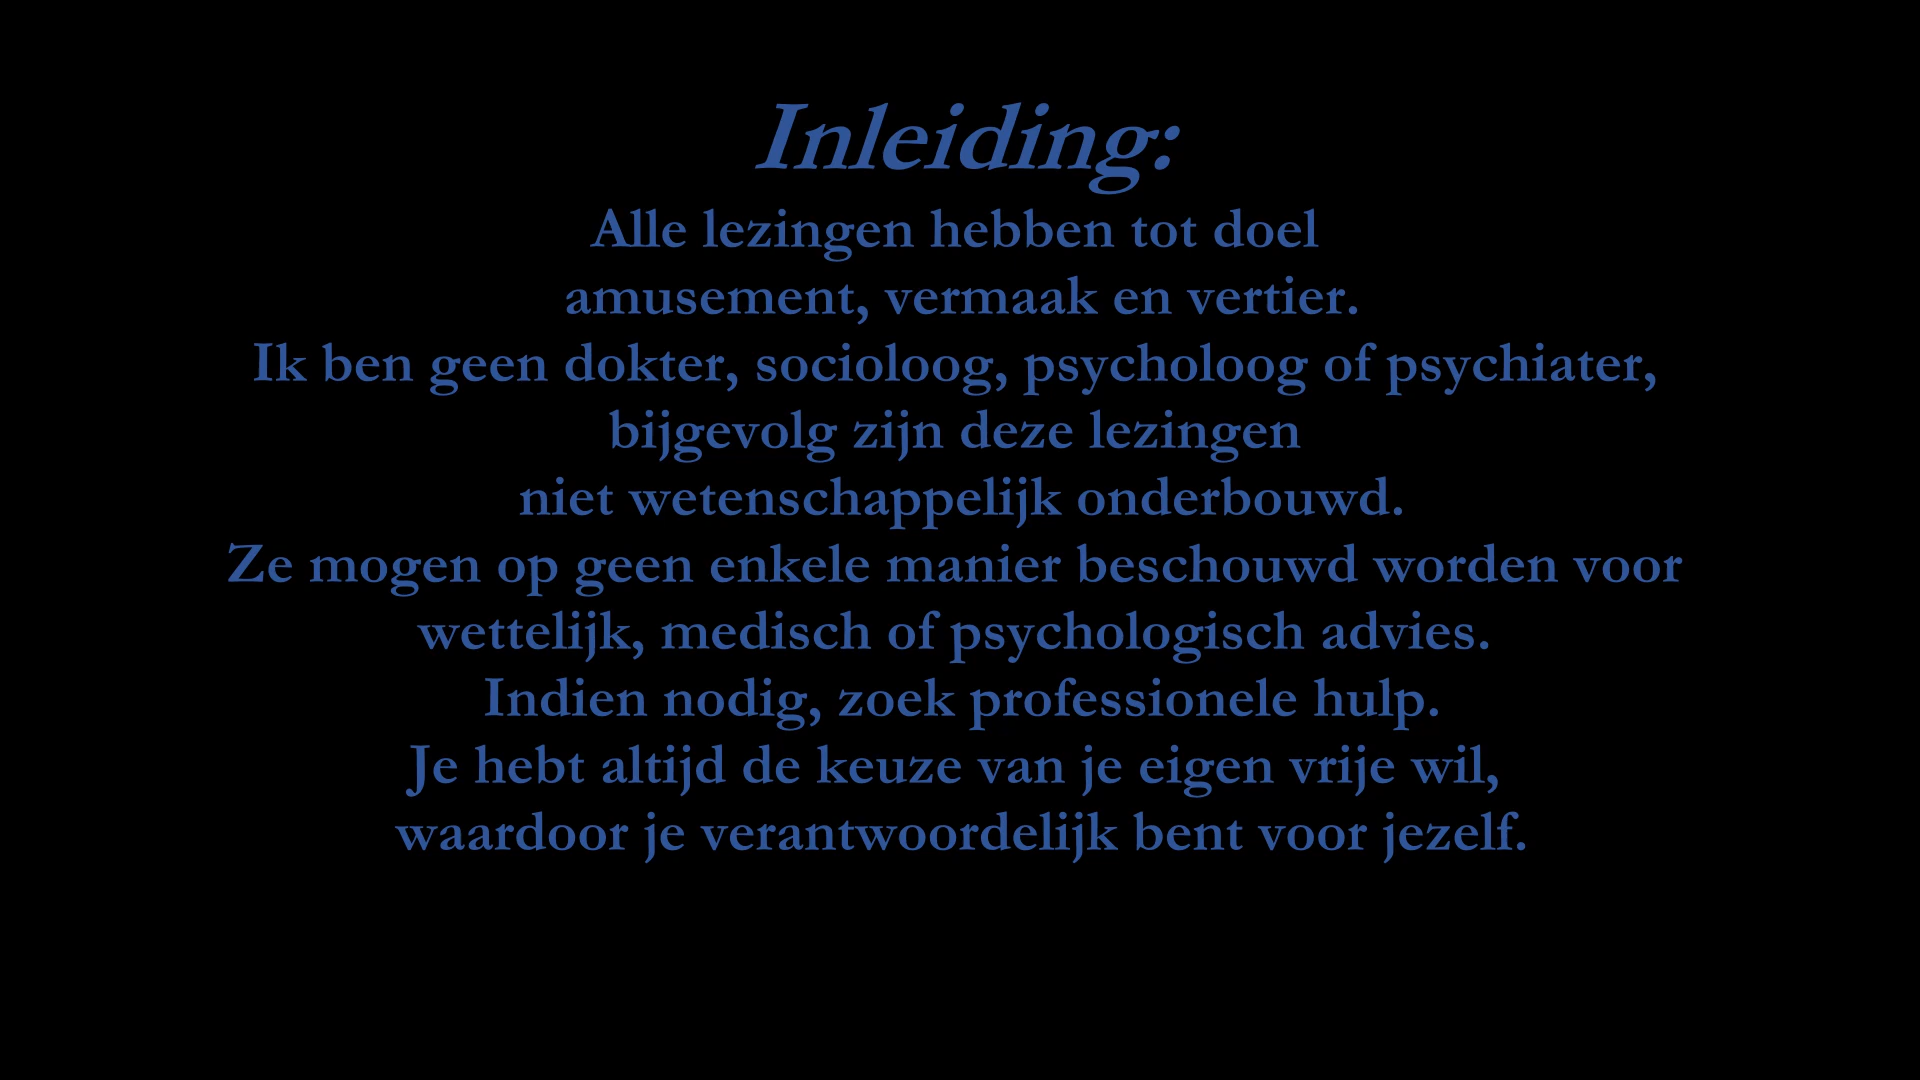 Inleiding:
Alle lezingen hebben tot doel
amusement, vermaak en vertier.
Ik ben geen dokter, socioloog, psycholoog of psychiater,
bijgevolg zijn deze lezingen
niet wetenschappelijk onderbouwd.
Ze mogen op geen enkele manier beschouwd worden voor
wettelijk, medisch of psychologisch advies.
Indien nodig, zoek professionele hulp.
Je hebt altijd de keuze van je eigen vrije wil,
waardoor je verantwoordelijk bent voor jezelf.